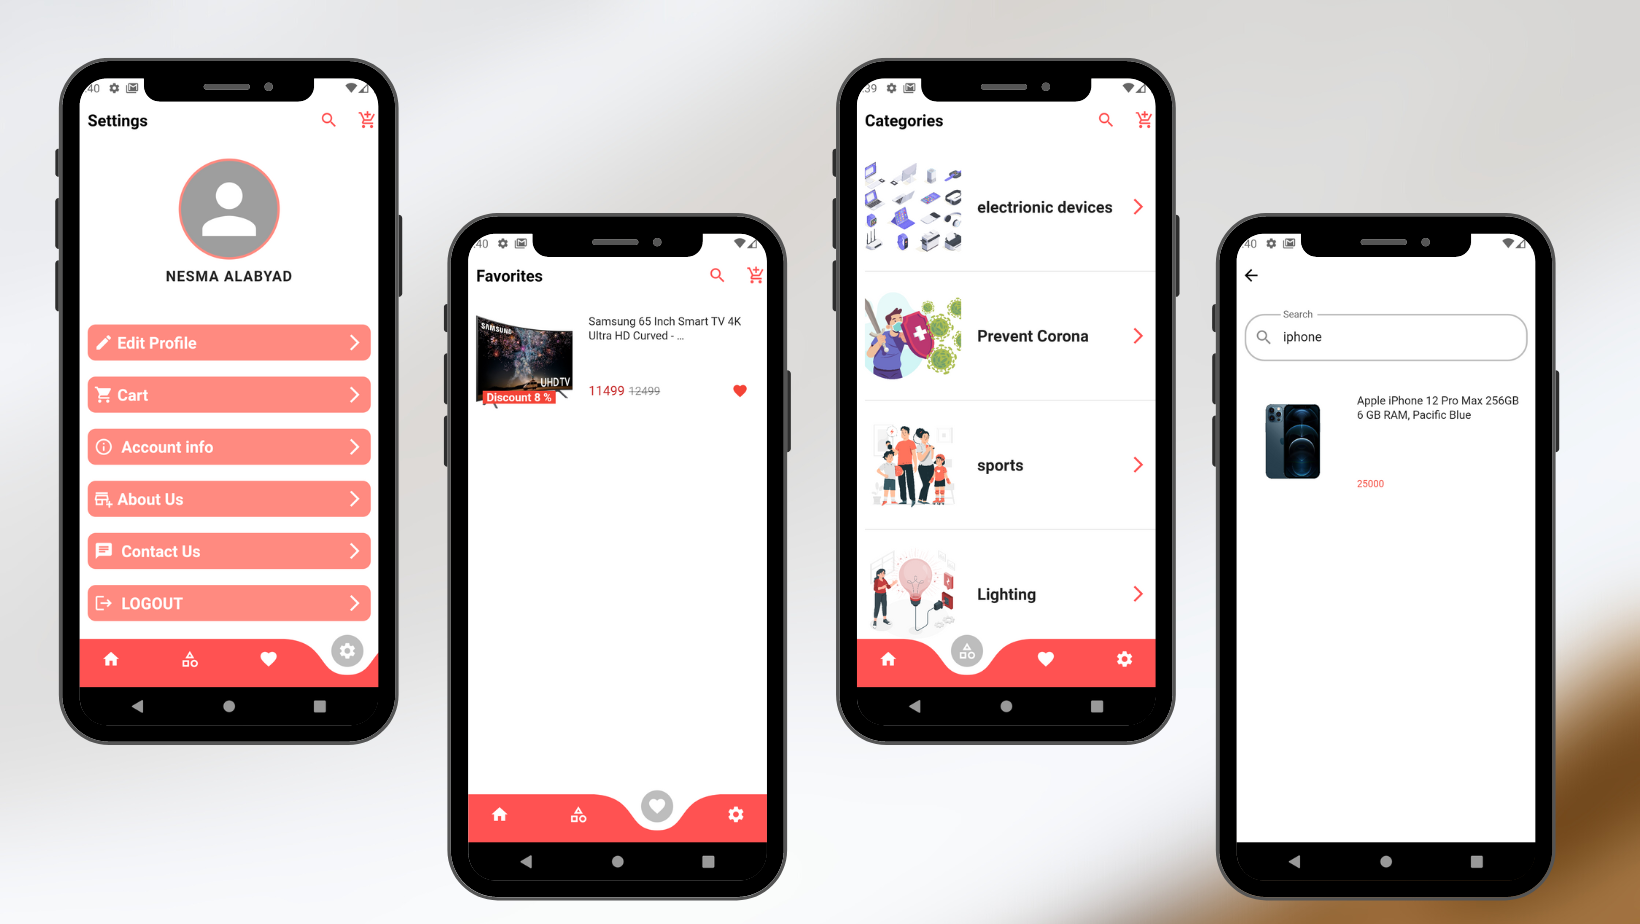 :40
Settings
NESMA ALABYAD
Edit Profile
Cart
Account info
About Us
Contact Us
LOGOUT
:40
Favorites
SAMSUNG
UHD TV
Discount 8 %
Samsung 65 Inch Smart TV 4K
Ultra HD Curved - ...
11499 12499
:39
Categories
electrionic devices
Prevent Corona
sports
Lighting
:40
Search
iphone
Apple iPhone 12 Pro Max 256GB
6 GB RAM, Pacific Blue
25000